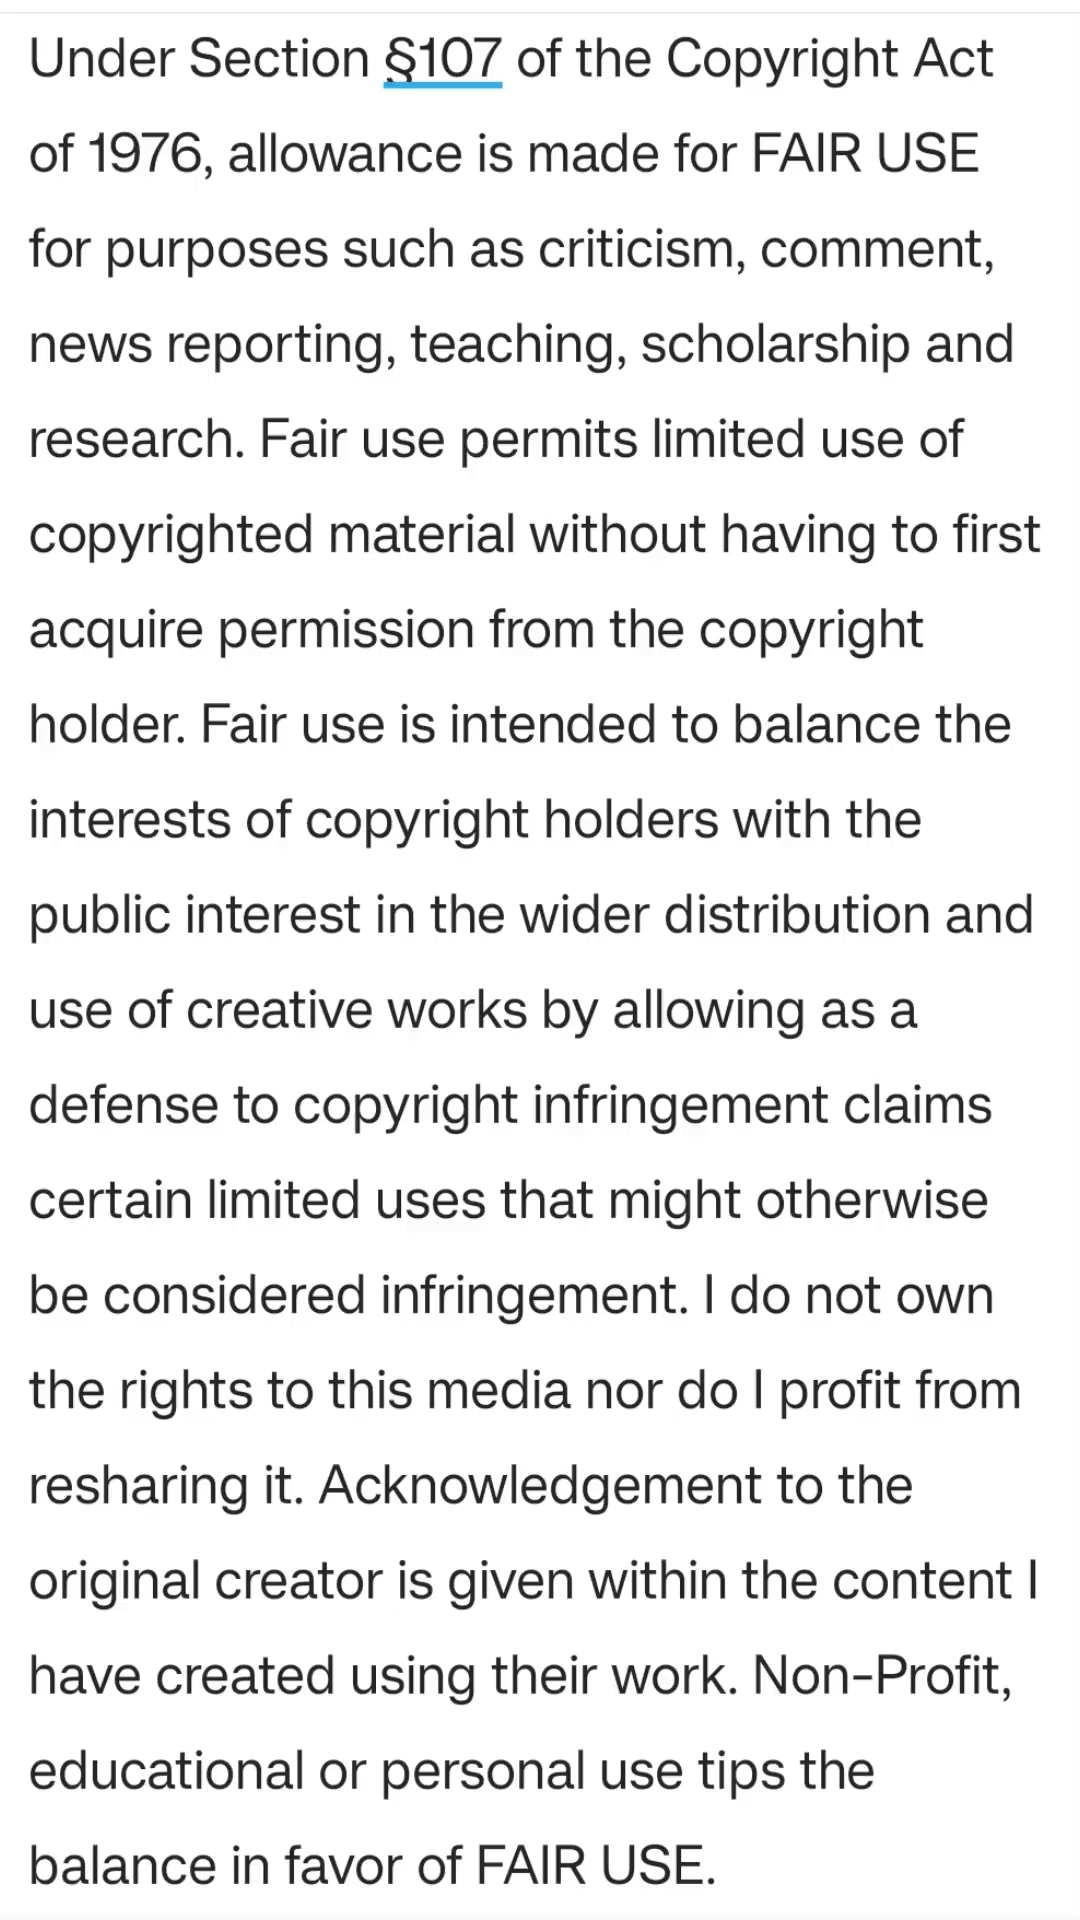 Under Section §107 of the Copyright Act
of 1976, allowance is made for FAIR USE
for purposes such as criticism, comment,
news reporting, teaching, scholarship and
research. Fair use permits limited use of
copyrighted material without having to first
acquire permission from the copyright
holder. Fair use is intended to balance the
interests of copyright holders with the
public interest in the wider distribution and
use of creative works by allowing as a
defense to copyright infringement claims
certain limited uses that might otherwise
be considered infringement. I do not own
the rights to this media nor do I profit from
resharing it. Acknowledgement to the
original creator is given within the content I
have created using their work. Non-Profit,
educational or personal use tips the
balance in favor of FAIR USE.